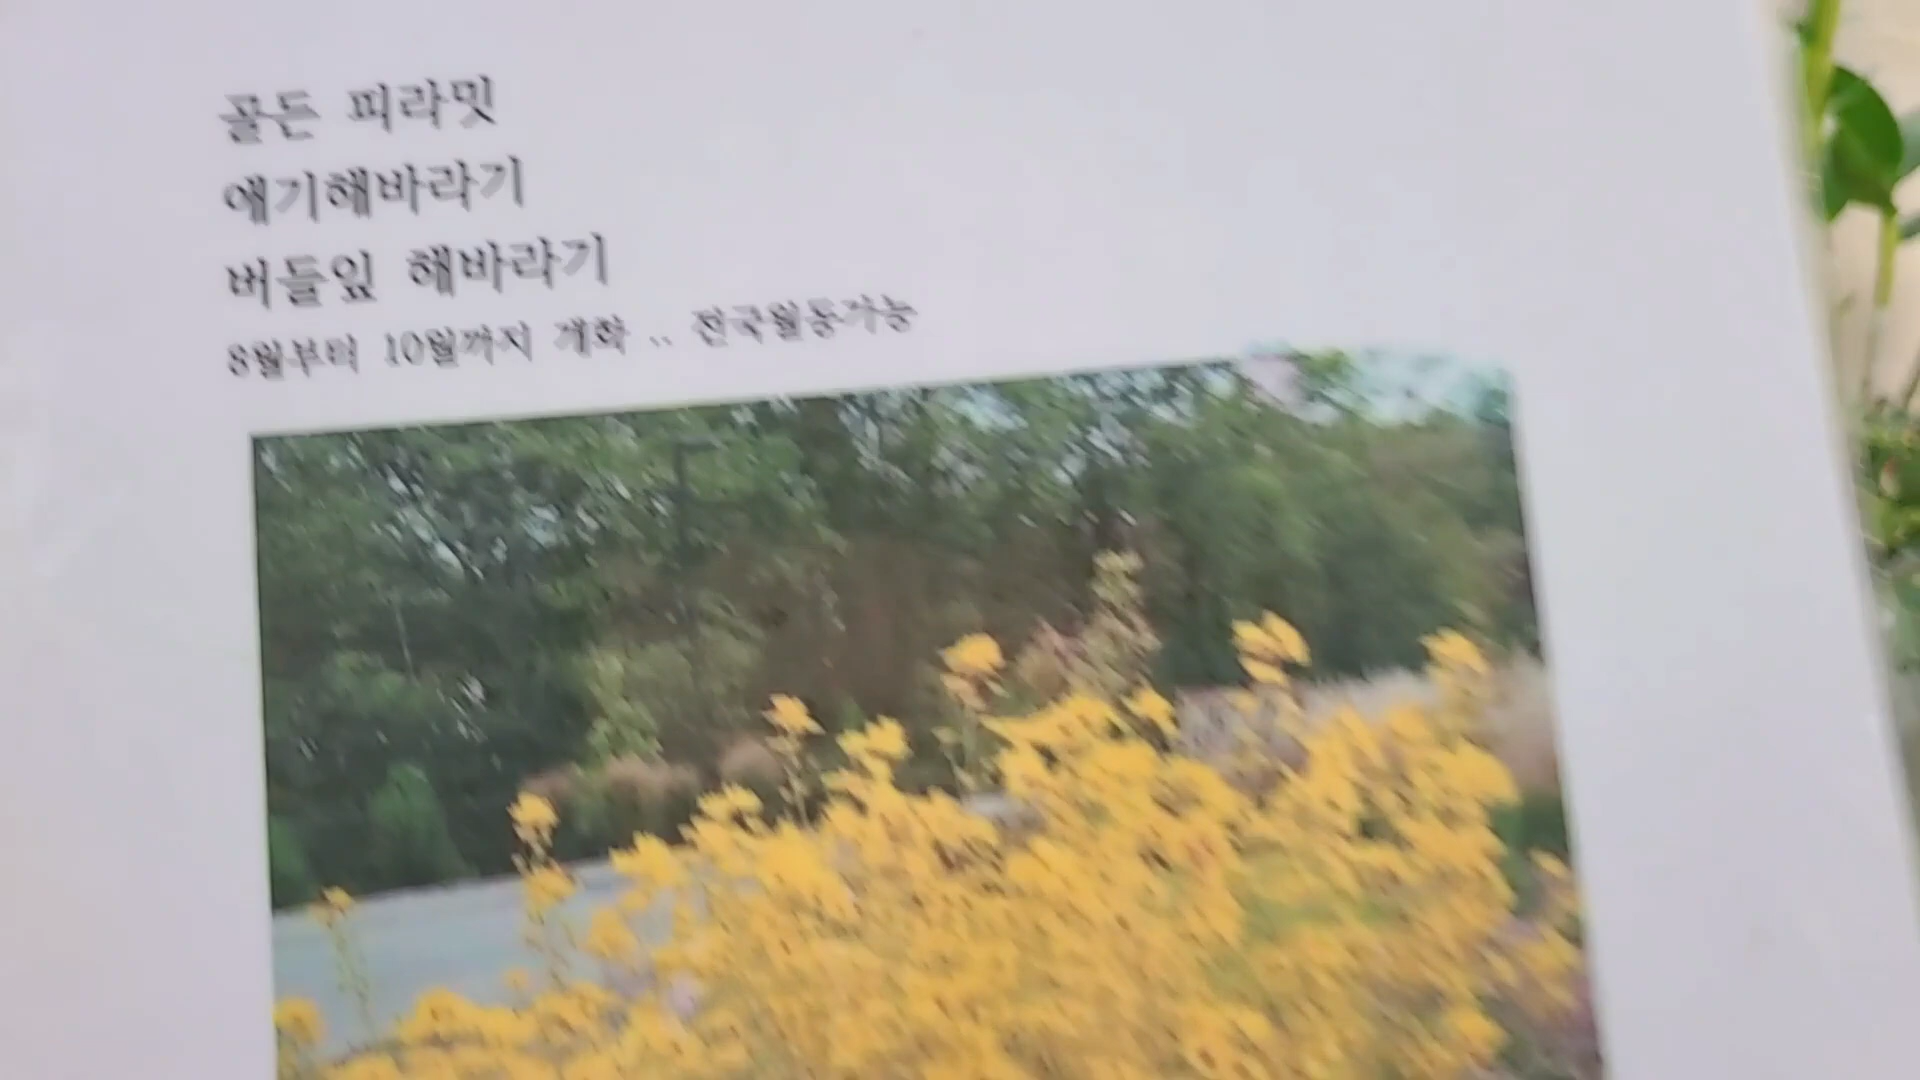 골든 피라밋
애기해바라기
버들잎 해바라기
8월부터 10월까지 개화 .. 전국월동가능